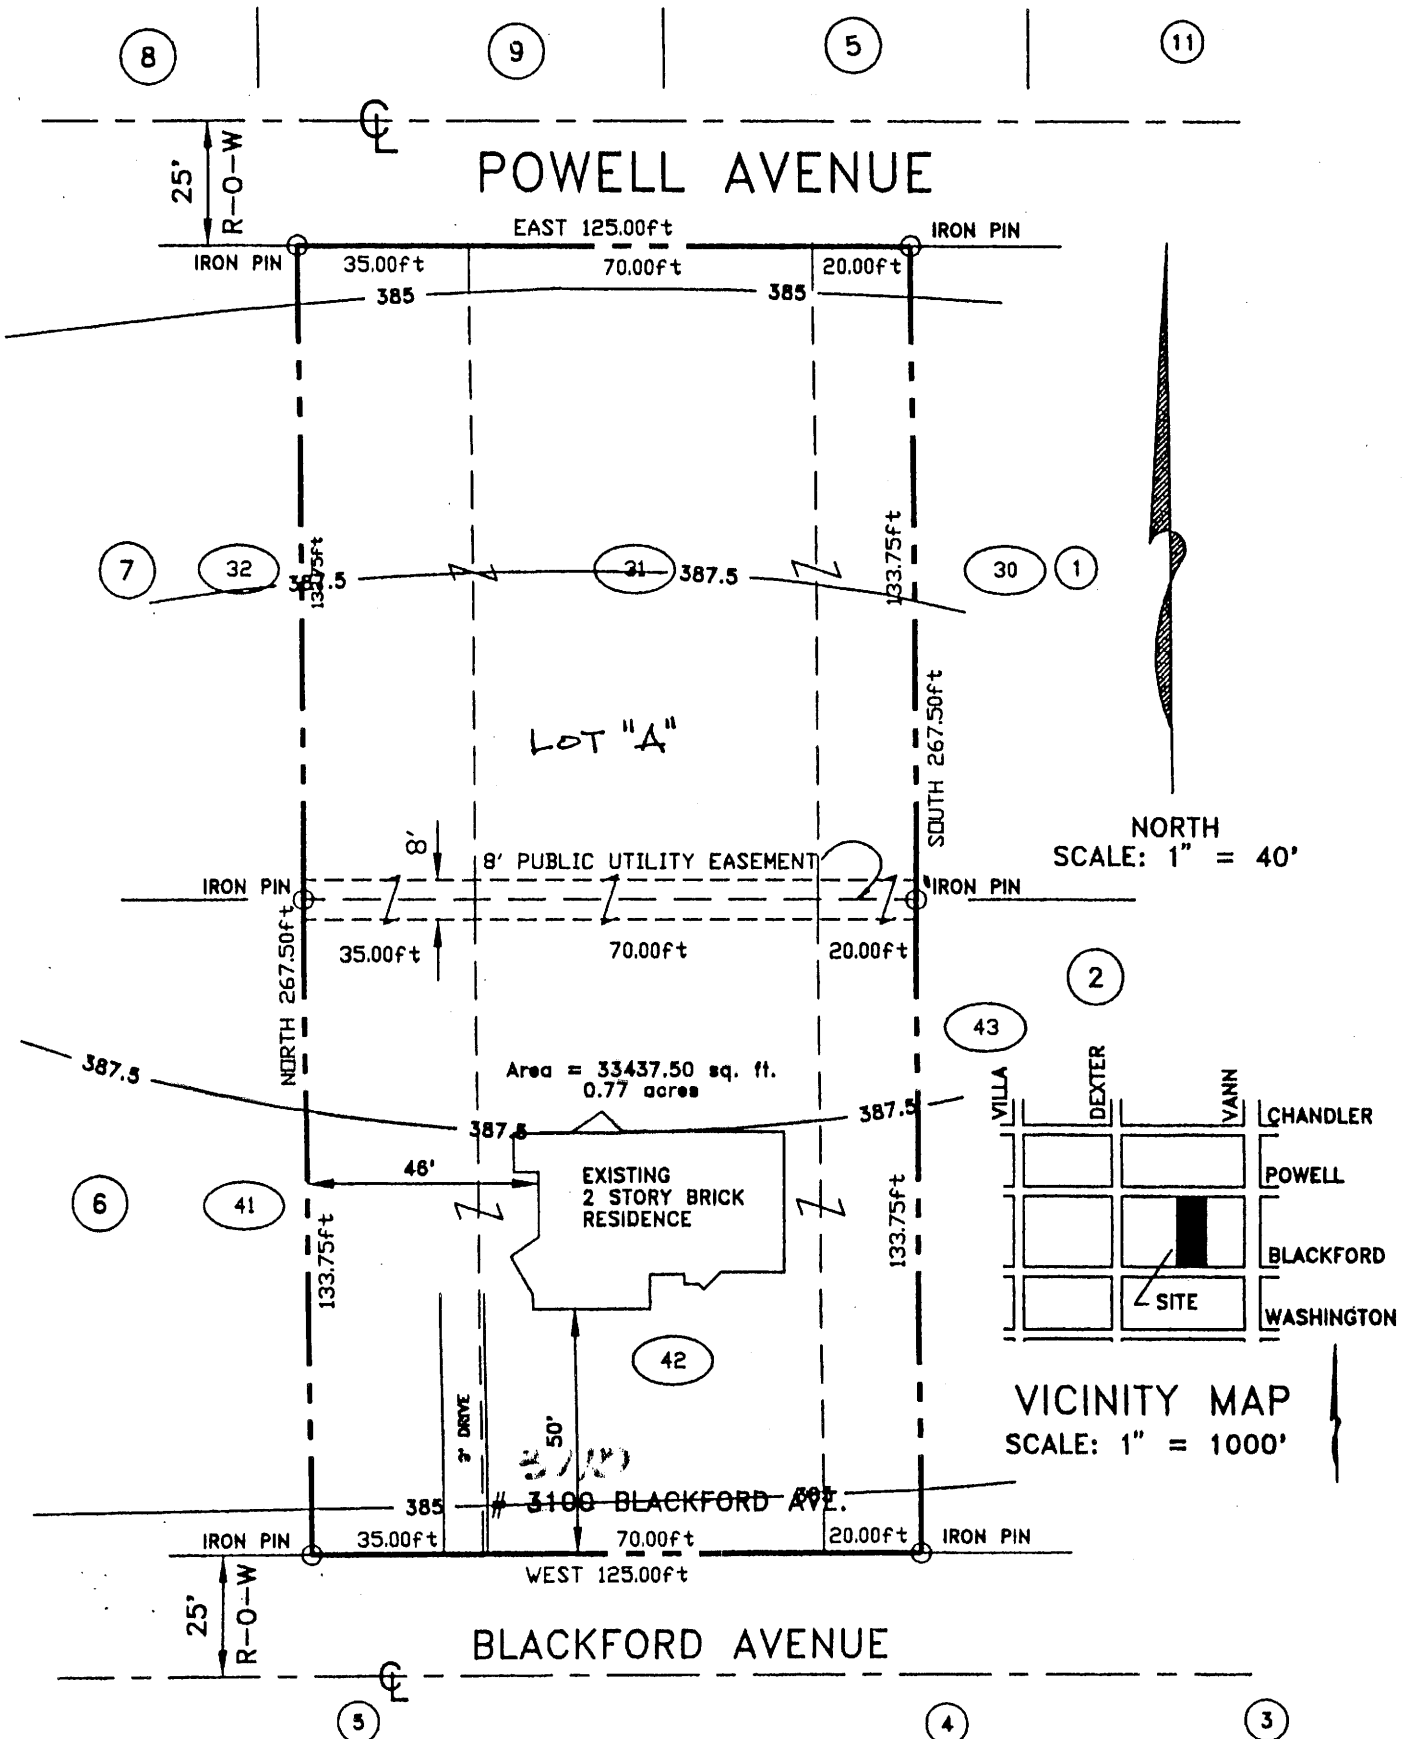 8 9 5 11
CL
25'
R-O-W
POWELL AVENUE
EAST 125.00ft
IRON PIN
IRON PIN
35.00ft 70.00ft 20.00ft
385 385
7 32 387.5 31 387.5 30 1
133.75ft
133.75ft
LOT "A"
SOUTH 267.50ft
NORTH
SCALE: 1" = 40'
8'
8' PUBLIC UTILITY EASEMENT
IRON PIN
IRON PIN
35.00ft 70.00ft 20.00ft
NORTH 267.50ft
2
43
387.5
Area = 33437.50 sq. ft.
0.77 acres
387.5
387.5
VILLA
DEXTER
VANN
CHANDLER
POWELL
BLACKFORD
WASHINGTON
SITE
46'
EXISTING
2 STORY BRICK
RESIDENCE
6 41
133.75ft
133.75ft
42
VICINITY MAP
SCALE: 1" = 1000'
DRIVE
50'
385 # 3100 BLACKFORD AVE.
IRON PIN 35.00ft 70.00ft 20.00ft IRON PIN
WEST 125.00ft
25'
R-O-W
BLACKFORD AVENUE
CL
5 4 3